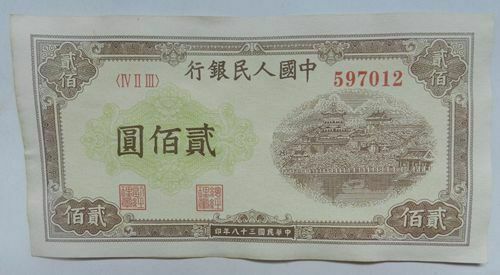 中國人民銀行
貳佰
貳佰
〈IV II III〉
597012
貳佰圓
貳佰
貳佰
中華民國三十八年印